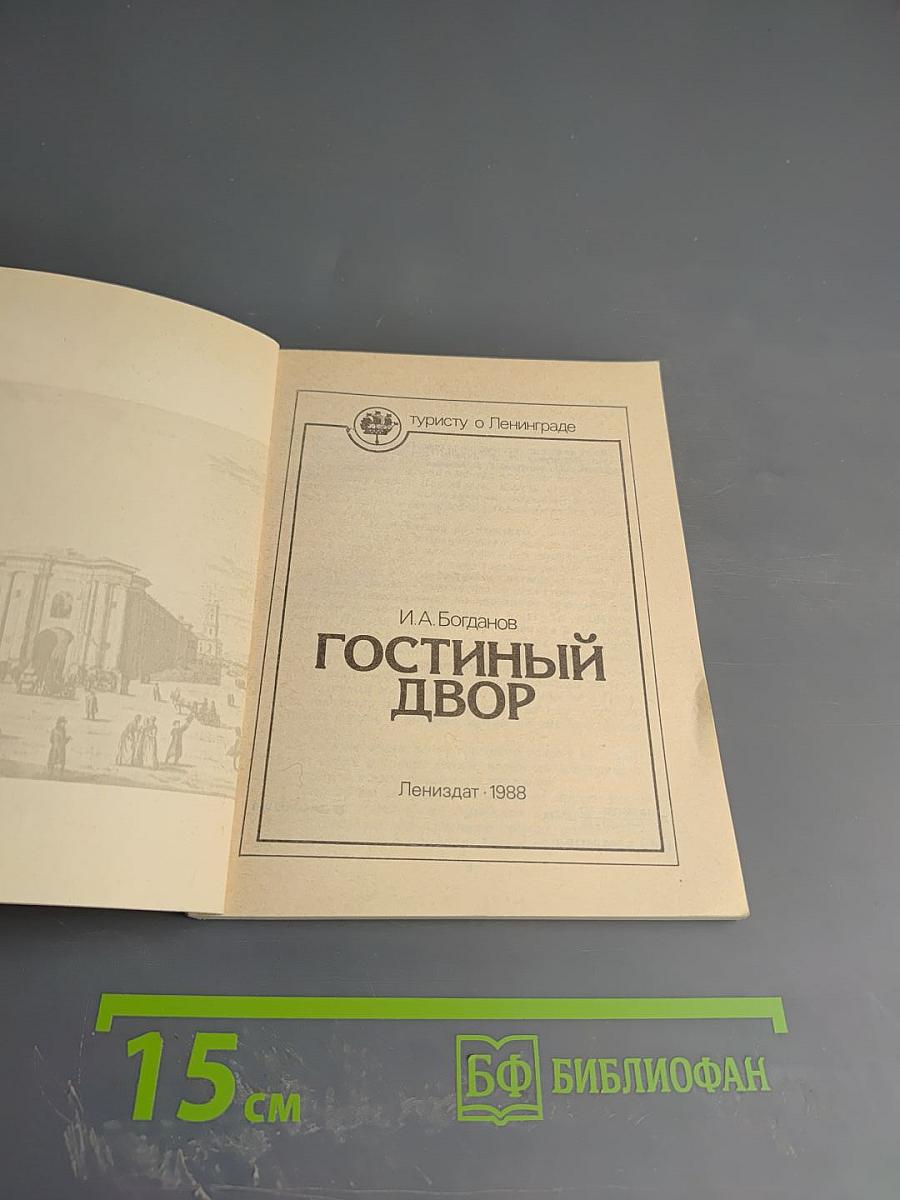 туристу о Ленинграде
И.А.Богданов
ГОСТИНЫЙ
ДВОР
Лениздат·1988
15 см
БФ БИБЛИОФАН